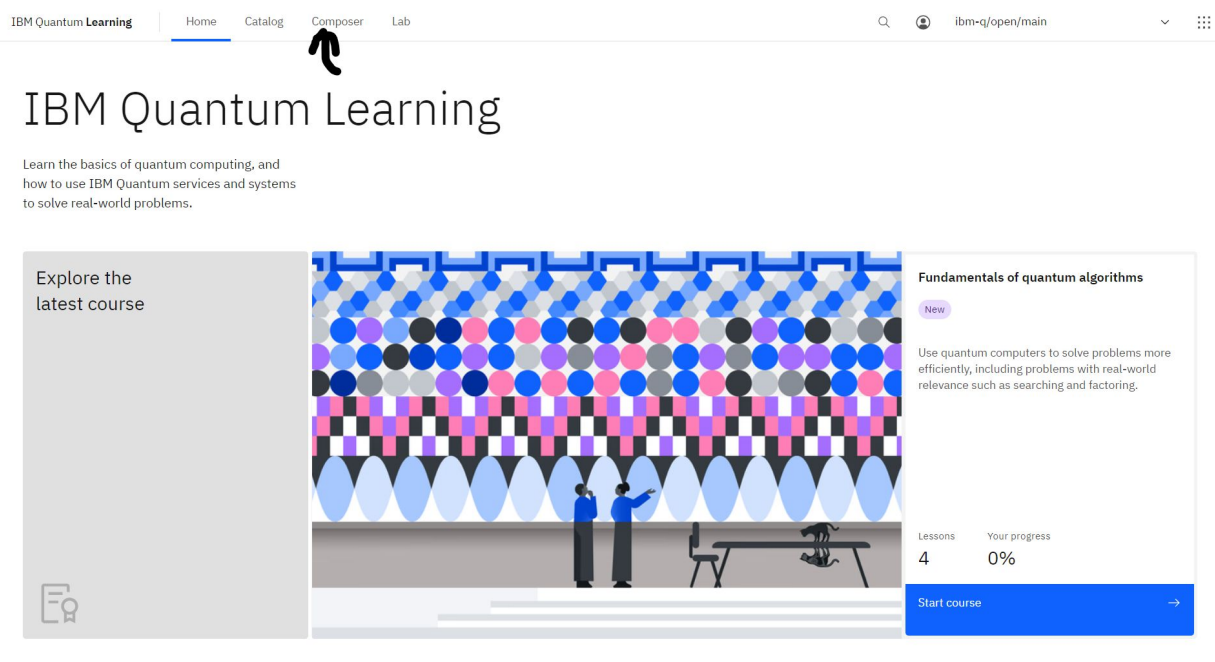 IBM Quantum Learning
Home Catalog Composer Lab
ibm-q/open/main
IBM Quantum Learning
Learn the basics of quantum computing, and
how to use IBM Quantum services and systems
to solve real-world problems.
Explore the
latest course
Fundamentals of quantum algorithms
New
Use quantum computers to solve problems more
efficiently, including problems with real-world
relevance such as searching and factoring.
Lessons Your progress
4 0%
Start course